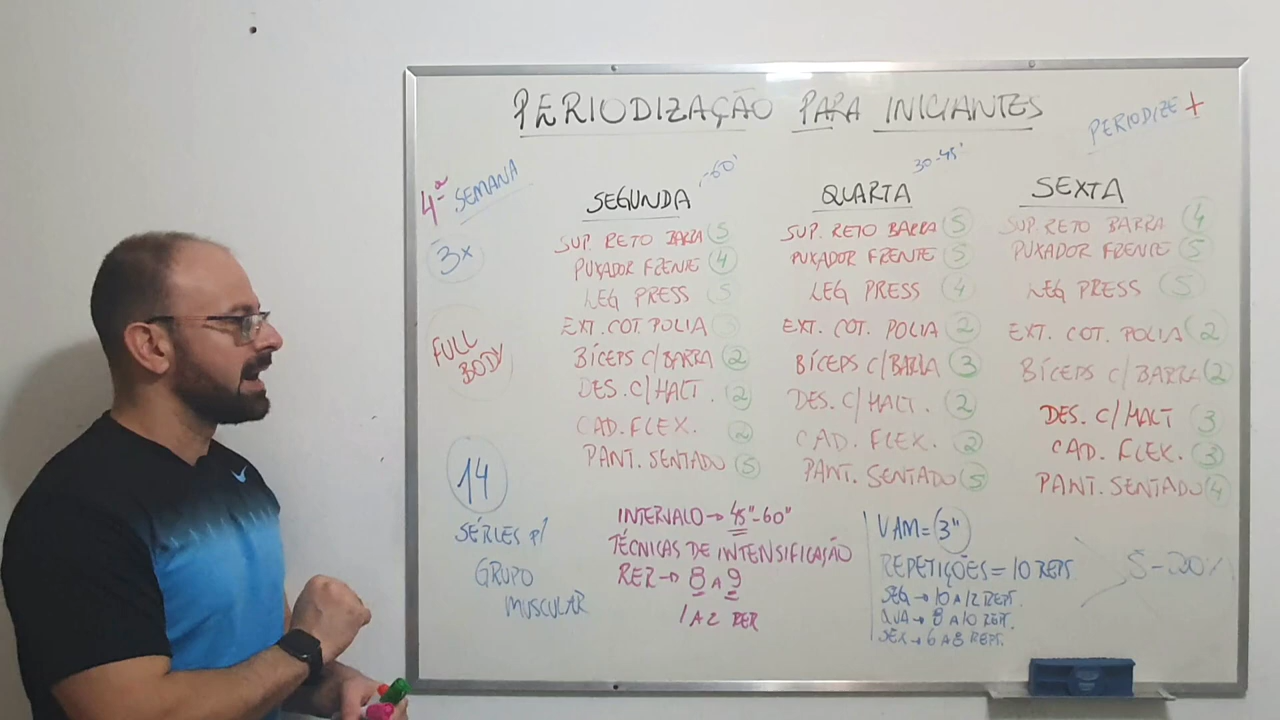 PERIODIZAÇÃO PARA INICIANTES
PERIODIZE +
4ª SEMANA
3x
FULL BODY
14
SÉRIES p/
GRUPO
MUSCULAR
SEGUNDA -60'
SUP. RETO BARRA 5
PUXADOR FRENTE 4
LEG PRESS 5
EXT. COT. POLIA
BÍCEPS C/BARRA 2
DES. C/HALT. 2
CAD. FLEX. 2
PANT. SENTADO 5
QUARTA 30-45'
SUP. RETO BARRA 5
PUXADOR FRENTE 5
LEG PRESS 4
EXT. COT. POLIA 2
BÍCEPS C/BARRA 3
DES. C/HALT. 2
CAD. FLEX. 2
PANT. SENTADO 5
SEXTA
SUP. RETO BARRA 4
PUXADOR FRENTE 5
LEG PRESS 5
EXT. COT. POLIA 2
BÍCEPS C/BARRA 2
DES. C/HALT 3
CAD. FLEX. 3
PANT. SENTADO 4
INTERVALO → 45"-60"
TÉCNICAS DE INTENSIFICAÇÃO
RER → 8 A 9
1 A 2 RER
VAM = 3"
REPETIÇÕES = 10 REPS
SEG → 10 A 12 REPS.
QUA → 8 A 10 REPS.
SEX → 6 A 8 REPS.
5-20%